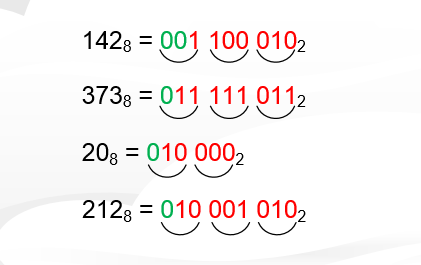 142₈ = 001 100 010₂
373₈ = 011 111 011₂
20₈ = 010 000₂
212₈ = 010 001 010₂